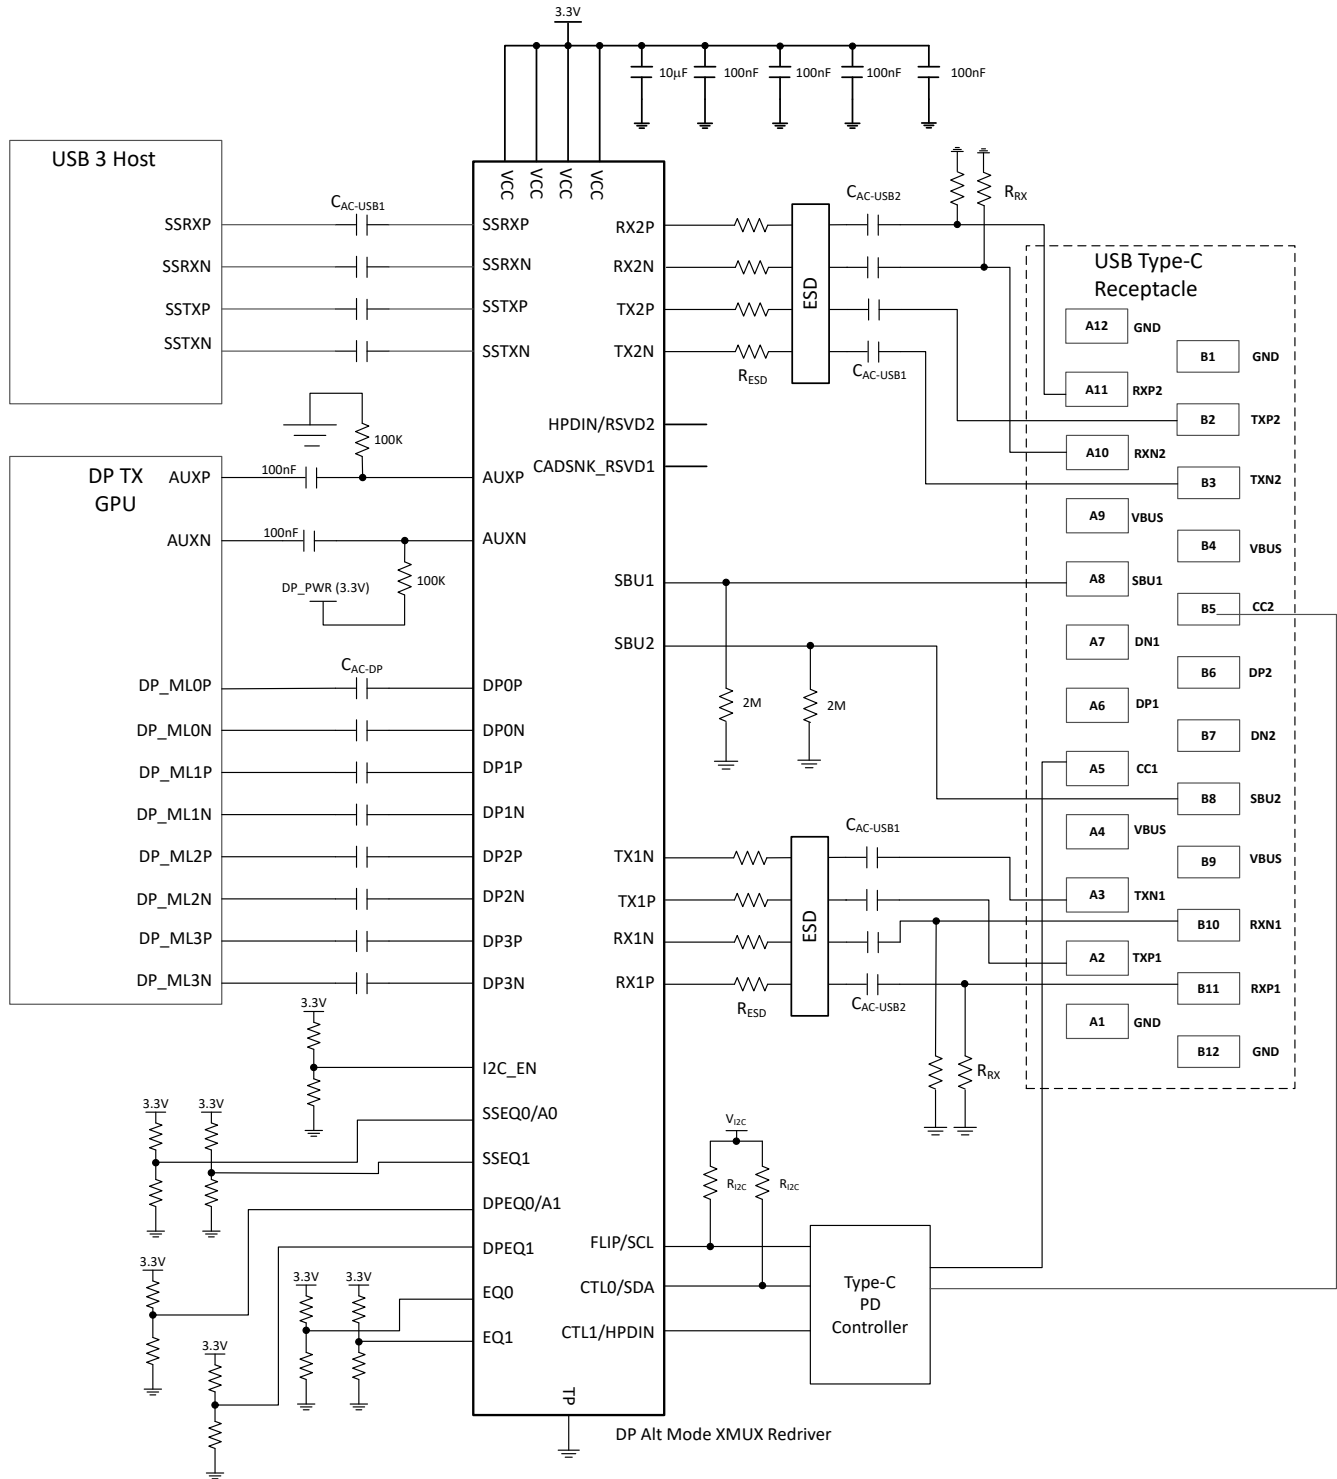 3.3V
10µF
100nF
100nF
100nF
100nF
USB 3 Host
SSRXP
SSRXN
SSTXP
SSTXN
CAC-USB1
VCC
VCC
VCC
VCC
SSRXP
SSRXN
SSTXP
SSTXN
RX2P
RX2N
TX2P
TX2N
RESD
ESD
CAC-USB2
CAC-USB1
RRX
USB Type-C
Receptacle
A12 GND
B1 GND
A11 RXP2
B2 TXP2
A10 RXN2
B3 TXN2
A9 VBUS
B4 VBUS
A8 SBU1
B5 CC2
A7 DN1
B6 DP2
A6 DP1
B7 DN2
A5 CC1
B8 SBU2
A4 VBUS
B9 VBUS
A3 TXN1
B10 RXN1
A2 TXP1
B11 RXP1
A1 GND
B12 GND
100K
HPDIN/RSVD2
CADSNK_RSVD1
DP TX
GPU
AUXP
AUXN
100nF
100nF
100K
DP_PWR (3.3V)
AUXP
AUXN
SBU1
SBU2
2M
2M
DP_ML0P
DP_ML0N
DP_ML1P
DP_ML1N
DP_ML2P
DP_ML2N
DP_ML3P
DP_ML3N
CAC-DP
DP0P
DP0N
DP1P
DP1N
DP2P
DP2N
DP3P
DP3N
TX1N
TX1P
RX1N
RX1P
RESD
ESD
CAC-USB1
CAC-USB2
RRX
3.3V
I2C_EN
3.3V
3.3V
SSEQ0/A0
SSEQ1
DPEQ0/A1
DPEQ1
EQ0
EQ1
3.3V
3.3V
3.3V
3.3V
VI2C
RI2C
RI2C
FLIP/SCL
CTL0/SDA
CTL1/HPDIN
Type-C
PD
Controller
TP
DP Alt Mode XMUX Redriver